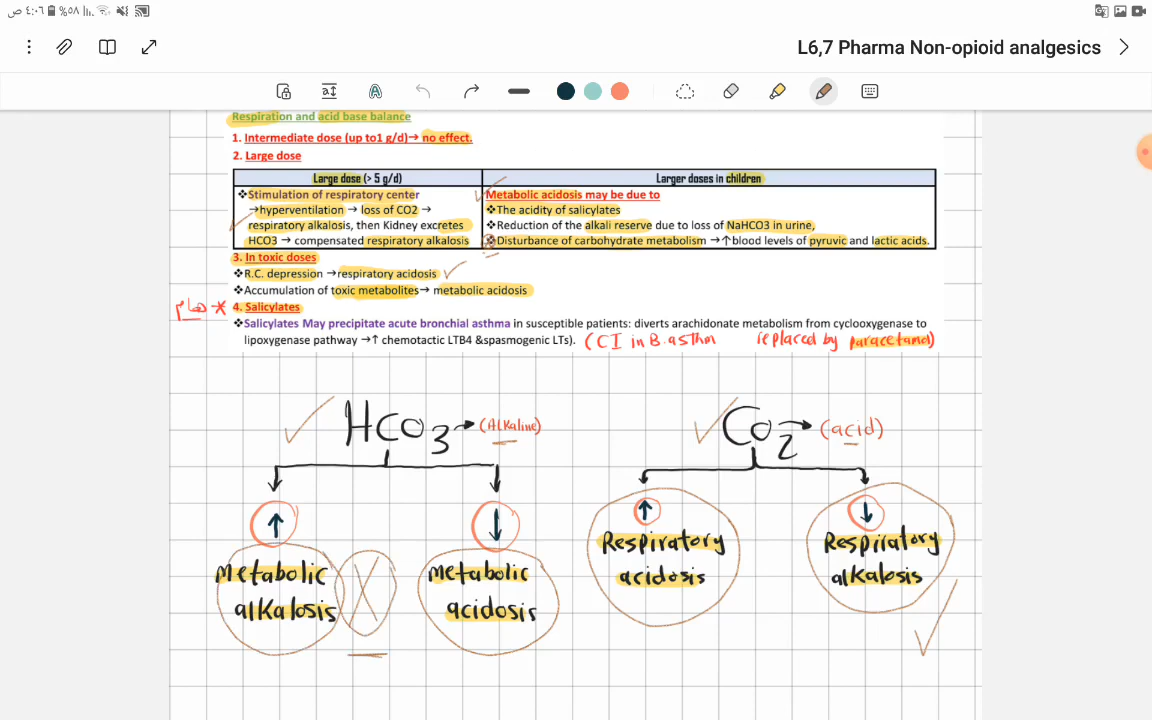 ٤:٠٦ ص ٥٨%
L6,7 Pharma Non-opioid analgesics
Respiration and acid base balance
1. Intermediate dose (up to1 g/d)→ no effect.
2. Large dose
Large dose (> 5 g/d)
❖Stimulation of respiratory center
→hyperventilation → loss of CO2 →
respiratory alkalosis, then Kidney excretes
HCO3 → compensated respiratory alkalosis
Larger doses in children
Metabolic acidosis may be due to
❖The acidity of salicylates
❖Reduction of the alkali reserve due to loss of NaHCO3 in urine,
❖Disturbance of carbohydrate metabolism →↑blood levels of pyruvic and lactic acids.
3. In toxic doses
❖R.C. depression →respiratory acidosis
❖Accumulation of toxic metabolites→ metabolic acidosis
هام * 4. Salicylates
❖Salicylates May precipitate acute bronchial asthma in susceptible patients: diverts arachidonate metabolism from cyclooxygenase to
lipoxygenase pathway →↑ chemotactic LTB4 &spasmogenic LTs). (CI in B.asthm replaced by paracetamol)
HCO3 → (Alkaline)
↑ ↓
Metabolic alkalosis
metabolic acidosis
CO2 → (acid)
↑ ↓
Respiratory acidosis
Respiratory alkalosis